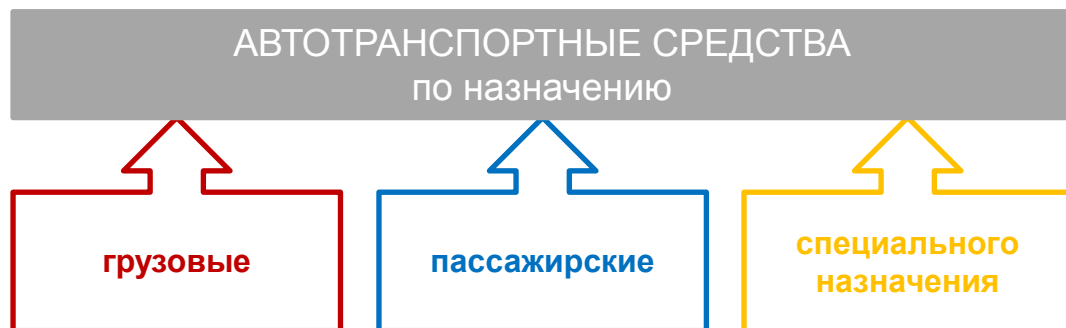 АВТОТРАНСПОРТНЫЕ СРЕДСТВА
по назначению
грузовые
пассажирские
специального
назначения